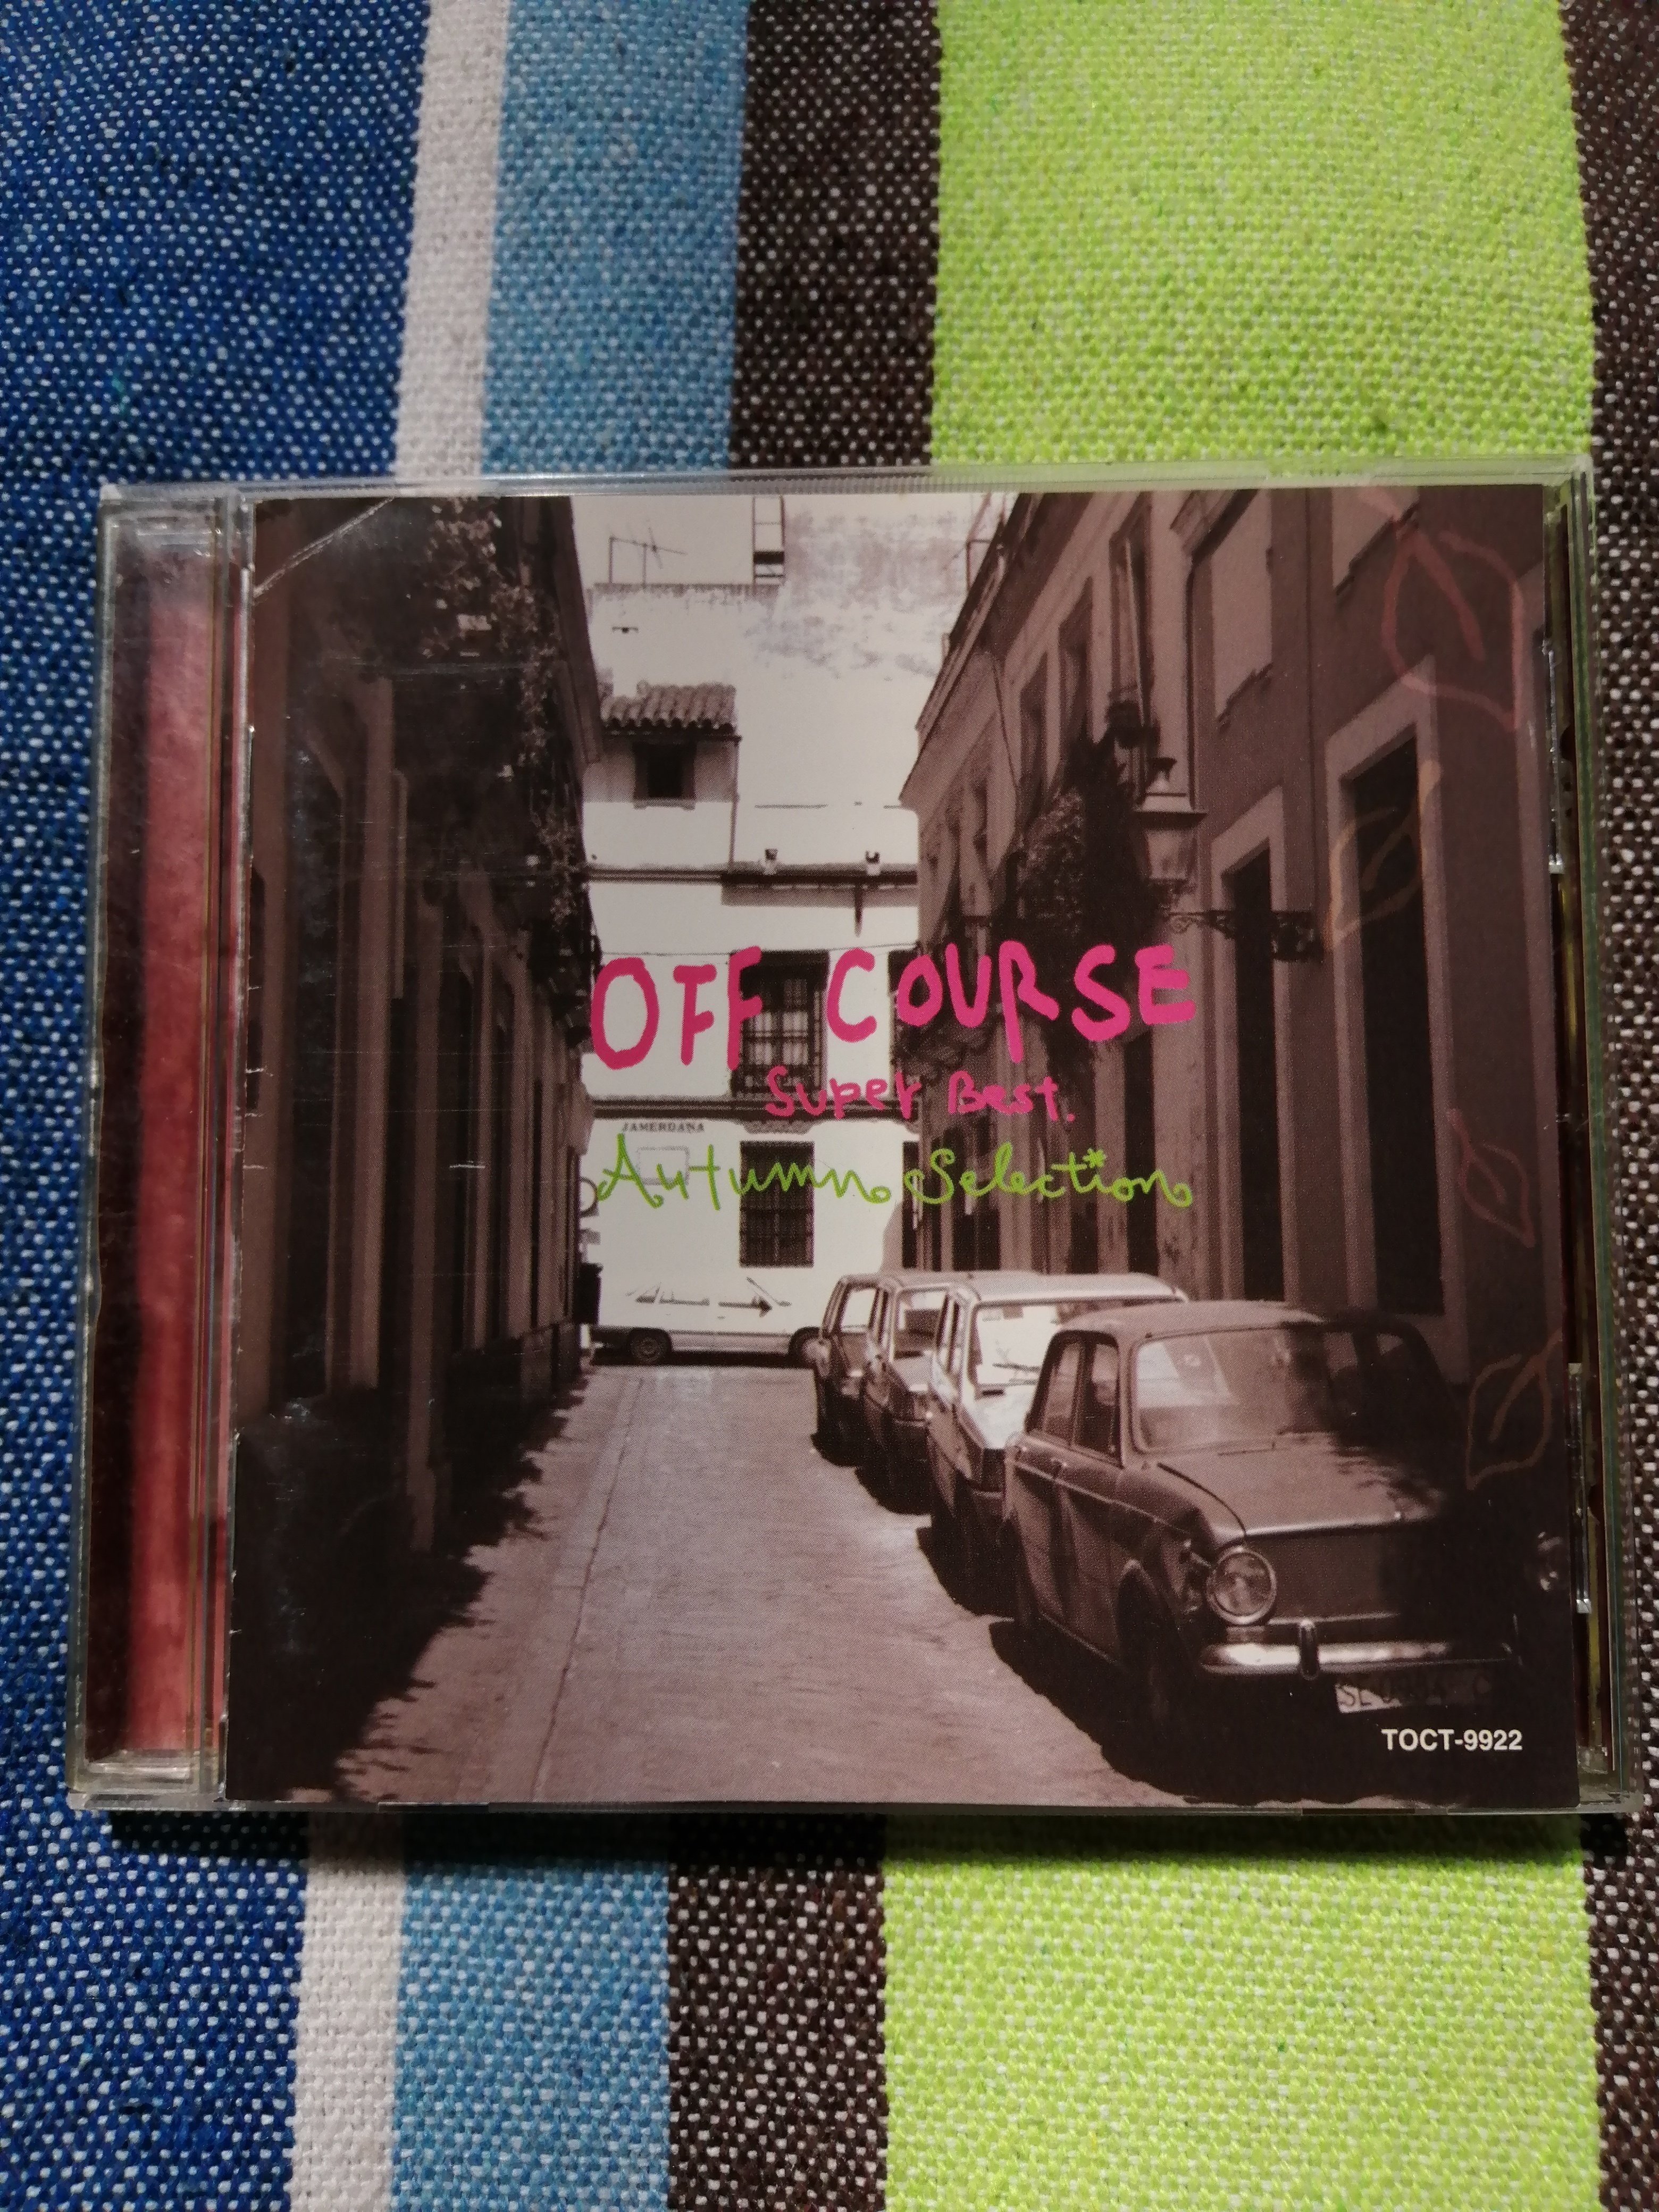 OFF COURSE
Super Best.
Autumn Selection
JAMERDANA
TOCT-9922